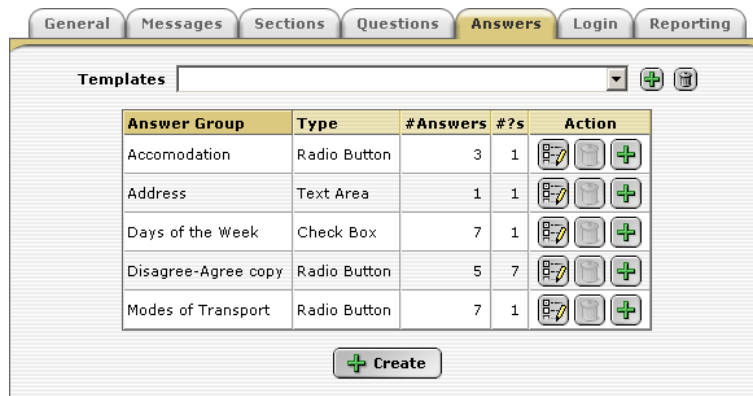 General Messages Sections Questions Answers Login Reporting
Templates
Answer Group Type #Answers #?s Action
Accomodation Radio Button 3 1
Address Text Area 1 1
Days of the Week Check Box 7 1
Disagree-Agree copy Radio Button 5 7
Modes of Transport Radio Button 7 1
Create